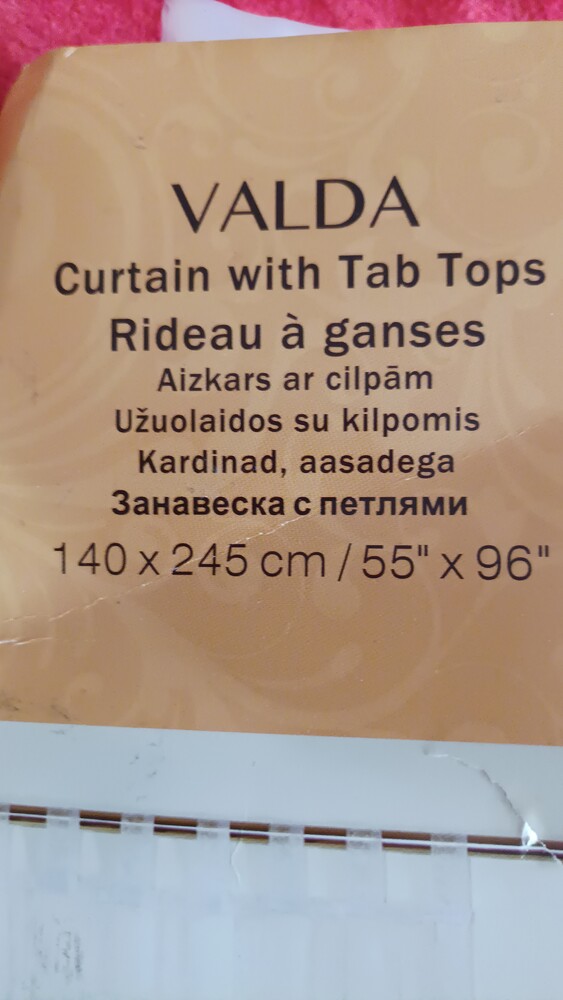 VALDA
Curtain with Tab Tops
Rideau à ganses
Aizkars ar cilpām
Užuolaidos su kilpomis
Kardinad, aasadega
Занавеска с петлями
140 x 245 cm / 55" x 96"